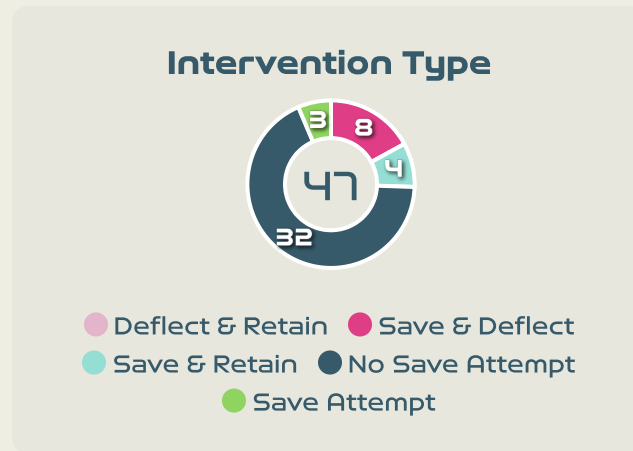 Intervention Type
3
8
4
47
32
Deflect & Retain
Save & Deflect
Save & Retain
No Save Attempt
Save Attempt